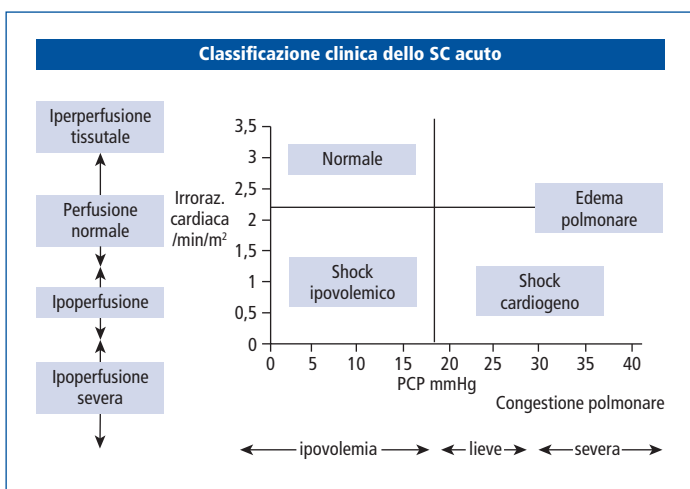 Classificazione clinica dello SC acuto
Iperperfusione
tissutale
Perfusione
normale
Ipoperfusione
Ipoperfusione
severa
Irroraz.
cardiaca
/min/m²
3,5
3
2,5
2
1,5
1
0,5
0
Normale
Edema
polmonare
Shock
ipovolemico
Shock
cardiogeno
0 5 10 15 20 25 30 35 40
PCP mmHg
Congestione polmonare
ipovolemia lieve severa